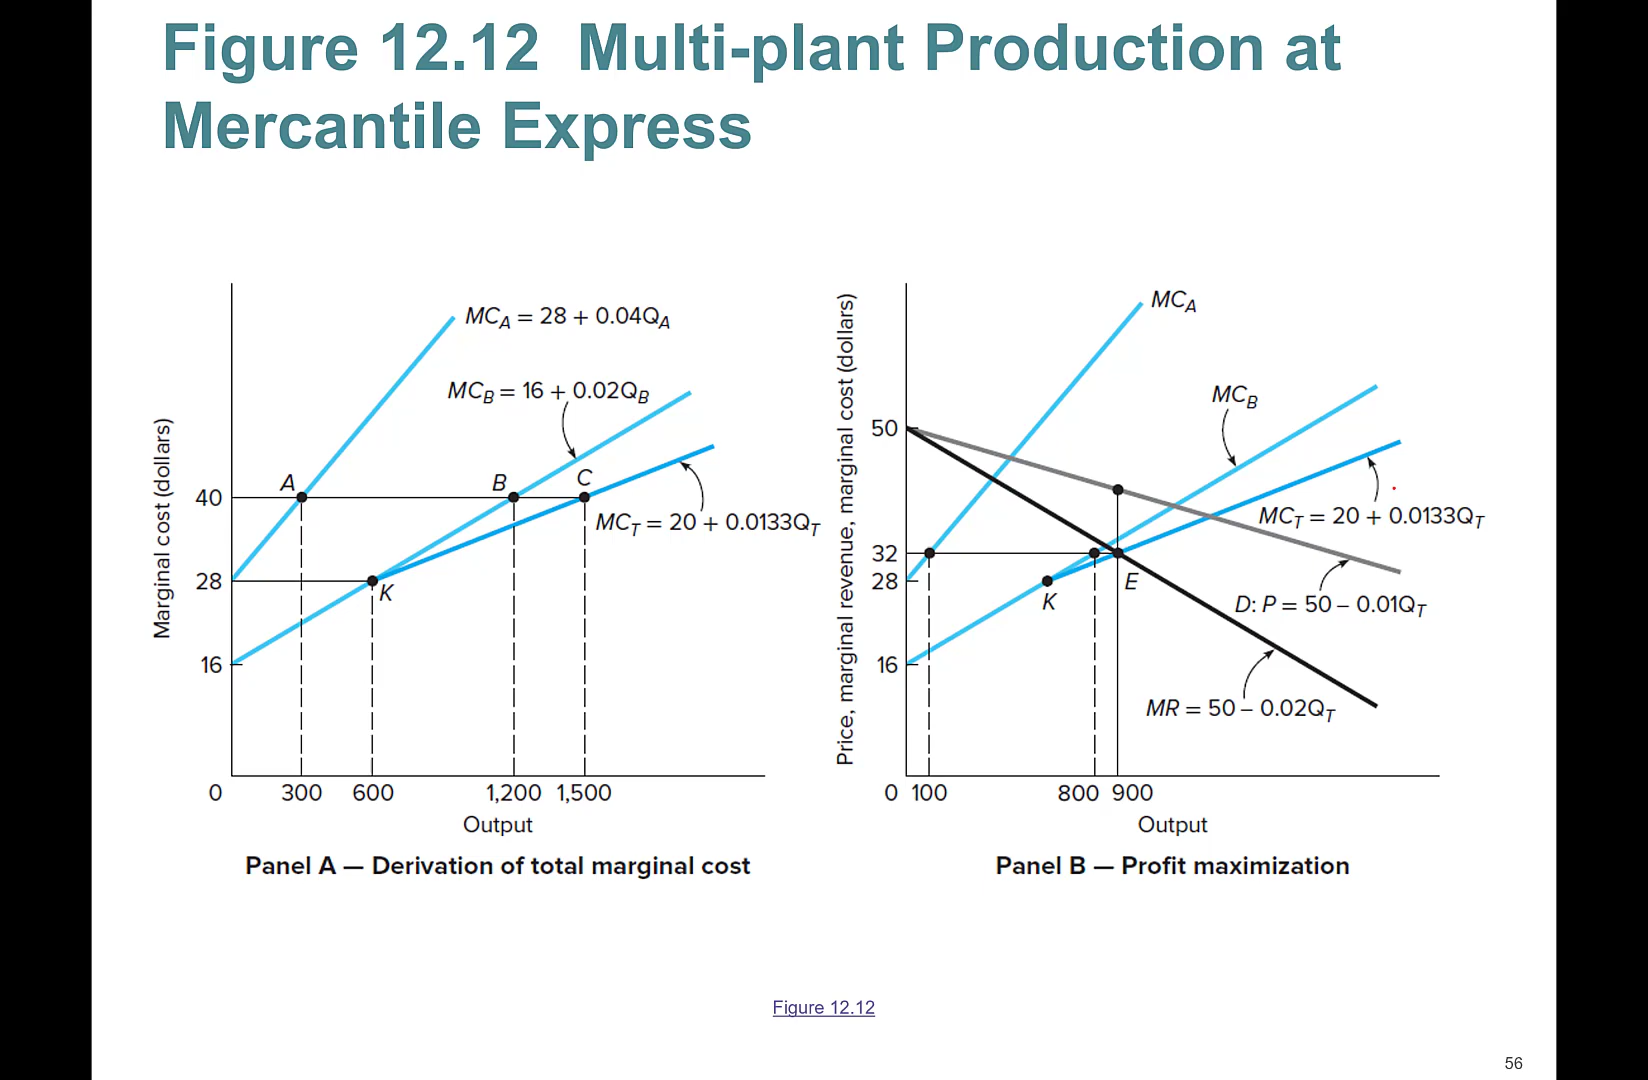 Figure 12.12 Multi-plant Production at
Mercantile Express
Marginal cost (dollars)
40
28
16
0
300
600
1,200
1,500
Output
MC_A = 28 + 0.04Q_A
MC_B = 16 + 0.02Q_B
MC_T = 20 + 0.0133Q_T
A
B
C
K
Panel A — Derivation of total marginal cost
Price, marginal revenue, marginal cost (dollars)
50
32
28
16
0
100
800
900
Output
MC_A
MC_B
MC_T = 20 + 0.0133Q_T
D: P = 50 – 0.01Q_T
MR = 50 – 0.02Q_T
K
E
Panel B — Profit maximization
Figure 12.12
56